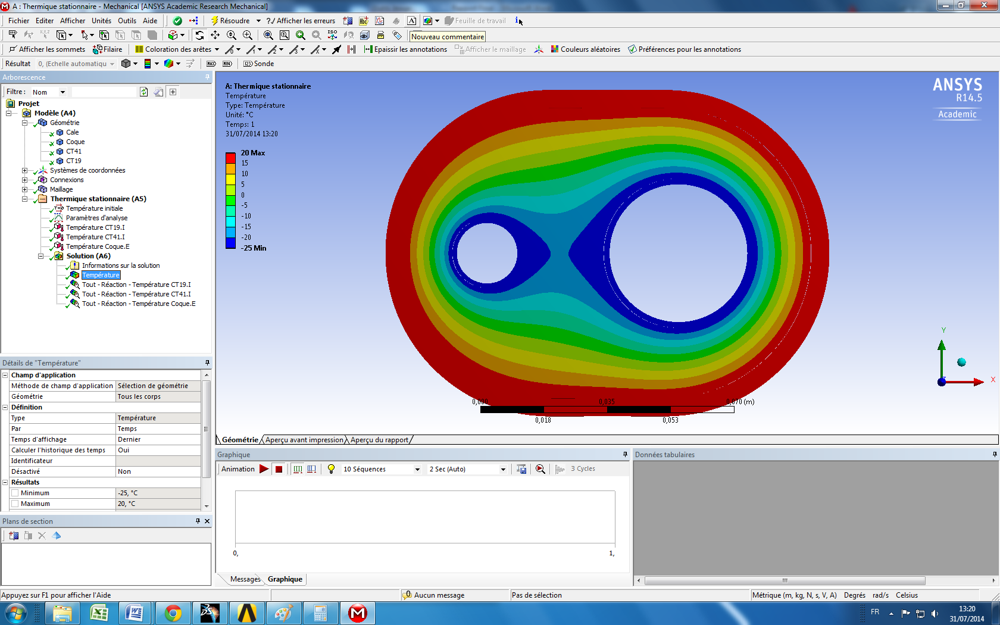 A : Thermique stationnaire - Mechanical [ANSYS Academic Research Mechanical]
Fichier Editer Afficher Unités Outils Aide Résoudre ?✓ Afficher les erreurs Feuille de travail
Nouveau commentaire
Afficher les sommets Filaire Coloration des arêtes Epaissir les annotations Afficher le maillage Couleurs aléatoires Préférences pour les annotations
Résultat 0, (Echelle automatiqu MAX MIN 123 Sonde
Arborescence
Filtre : Nom
Projet
Modèle (A4)
Géométrie
Cale
Coque
CT41
CT19
Systèmes de coordonnées
Connexions
Maillage
Thermique stationnaire (A5)
Température initiale
Paramètres d'analyse
Température CT19.I
Température CT41.I
Température Coque.E
Solution (A6)
Informations sur la solution
Température
Tout - Réaction - Température CT19.I
Tout - Réaction - Température CT41.I
Tout - Réaction - Température Coque.E
Détails de "Température"
Champ d'application
Méthode de champ d'application Sélection de géométrie
Géométrie Tous les corps
Définition
Type Température
Par Temps
Temps d'affichage Dernier
Calculer l'historique des temps Oui
Identificateur
Désactivé Non
Résultats
Minimum -25, °C
Maximum 20, °C
Plans de section
A: Thermique stationnaire
Température
Type: Température
Unité: °C
Temps: 1
31/07/2014 13:20
20 Max
15
10
5
0
-5
-10
-15
-20
-25 Min
ANSYS
R14.5
Academic
Y
X
0,000 0,035 0,070 (m)
0,018 0,053
Géométrie Aperçu avant impression Aperçu du rapport
Graphique
Animation 10 Séquences 2 Sec (Auto) 3 Cycles
0, 1,
Messages Graphique
Données tabulaires
Appuyez sur F1 pour afficher l'Aide 0 Aucun message Pas de sélection Métrique (m, kg, N, s, V, A) Degrés rad/s Celsius
FR 13:20
31/07/2014